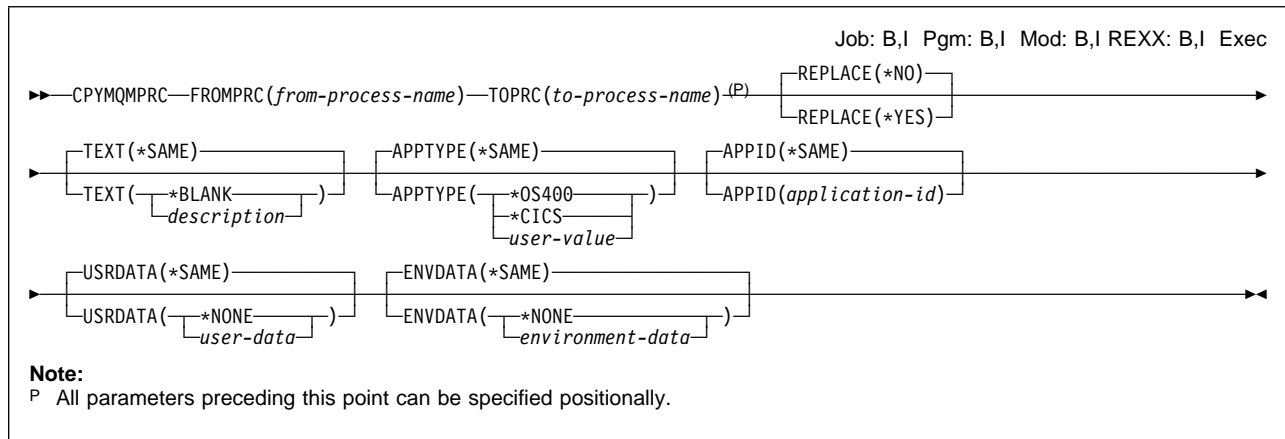 Job: B,I Pgm: B,I Mod: B,I REXX: B,I Exec
REPLACE(*NO)
CPYMQMPRC FROMPRC(from-process-name) TOPRC(to-process-name) (P)
REPLACE(*YES)
TEXT(*SAME) APPTYPE(*SAME) APPID(*SAME)
TEXT( *BLANK ) APPTYPE( *OS400 ) APPID(application-id)
description *CICS
user-value
USRDATA(*SAME) ENVDATA(*SAME)
USRDATA( *NONE ) ENVDATA( *NONE )
user-data environment-data
Note:
P All parameters preceding this point can be specified positionally.